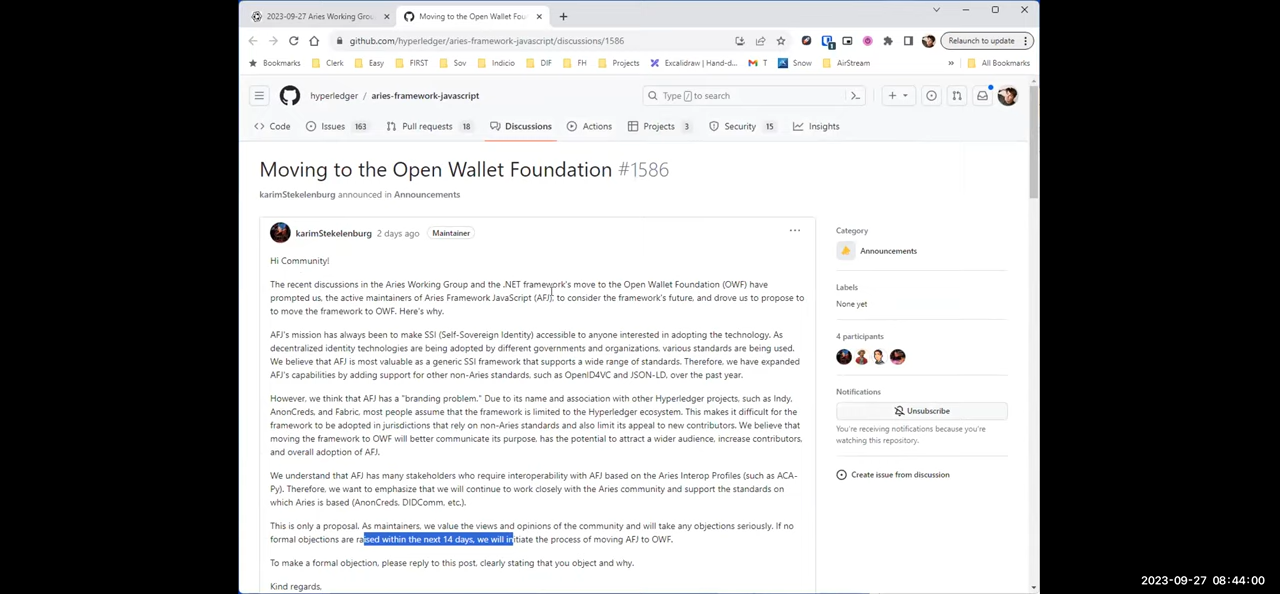 2023-09-27 Aries Working Grou
Moving to the Open Wallet Foun
github.com/hyperledger/aries-framework-javascript/discussions/1586
Relaunch to update
Bookmarks
Clerk
Easy
FIRST
Sov
Indicio
DIF
FH
Projects
Excalidraw | Hand-d...
T
Snow
AirStream
»
All Bookmarks
hyperledger / aries-framework-javascript
Type / to search
Code
Issues 163
Pull requests 18
Discussions
Actions
Projects 3
Security 15
Insights
Moving to the Open Wallet Foundation #1586
karimStekelenburg announced in Announcements
karimStekelenburg 2 days ago Maintainer
Hi Community!
The recent discussions in the Aries Working Group and the .NET framework's move to the Open Wallet Foundation (OWF) have
prompted us, the active maintainers of Aries Framework JavaScript (AFJ), to consider the framework's future, and drove us to propose to
to move the framework to OWF. Here's why.
AFJ's mission has always been to make SSI (Self-Sovereign Identity) accessible to anyone interested in adopting the technology. As
decentralized identity technologies are being adopted by different governments and organizations, various standards are being used.
We believe that AFJ is most valuable as a generic SSI framework that supports a wide range of standards. Therefore, we have expanded
AFJ's capabilities by adding support for other non-Aries standards, such as OpenID4VC and JSON-LD, over the past year.
However, we think that AFJ has a "branding problem." Due to its name and association with other Hyperledger projects, such as Indy,
AnonCreds, and Fabric, most people assume that the framework is limited to the Hyperledger ecosystem. This makes it difficult for the
framework to be adopted in jurisdictions that rely on non-Aries standards and also limit its appeal to new contributors. We believe that
moving the framework to OWF will better communicate its purpose, has the potential to attract a wider audience, increase contributors,
and overall adoption of AFJ.
We understand that AFJ has many stakeholders who require interoperability with AFJ based on the Aries Interop Profiles (such as ACA-
Py). Therefore, we want to emphasize that we will continue to work closely with the Aries community and support the standards on
which Aries is based (AnonCreds, DIDComm, etc.).
This is only a proposal. As maintainers, we value the views and opinions of the community and will take any objections seriously. If no
formal objections are raised within the next 14 days, we will initiate the process of moving AFJ to OWF.
To make a formal objection, please reply to this post, clearly stating that you object and why.
Kind regards,
Category
Announcements
Labels
None yet
4 participants
Notifications
Unsubscribe
You're receiving notifications because you're
watching this repository.
Create issue from discussion
2023-09-27 08:44:00